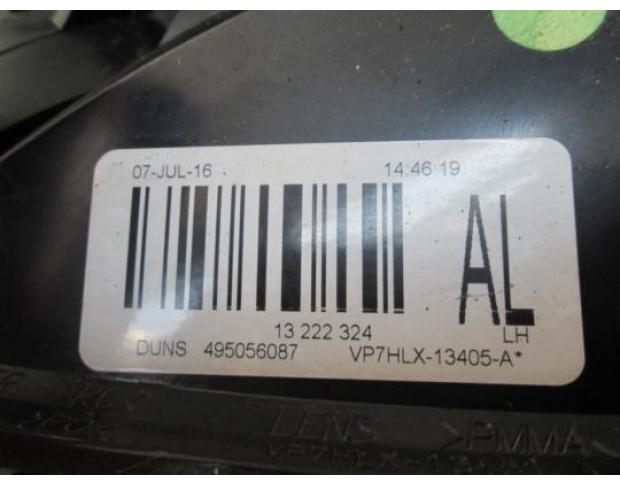 07-JUL-16 14:46:19
AL
13 222 324 LH
DUNS 495056087 VP7HLX-13405-A*
LENS >PMMA<